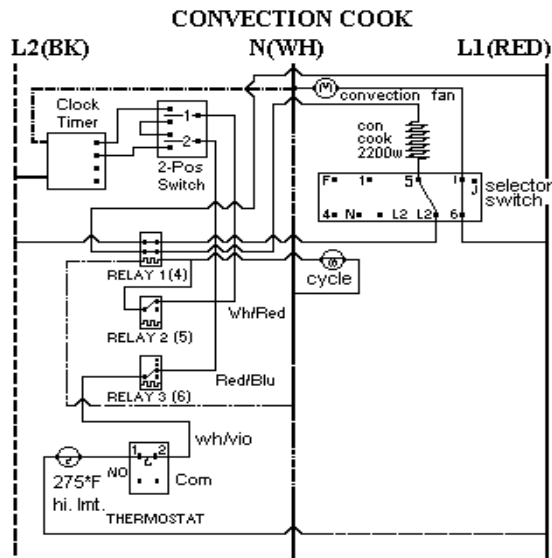 CONVECTION COOK
L2(BK) N(WH) L1(RED)
M convection fan
Clock
Timer
1
2
2-Pos
Switch
con
cook
2200w
F 1 5 I J
4 N L2 L2 6
selector
switch
RELAY 1 (4)
cycle
Wh/Red
RELAY 2 (5)
Red/Blu
RELAY 3 (6)
wh/vio
1 2
NO
Com
275*F
hi. lmt.
THERMOSTAT